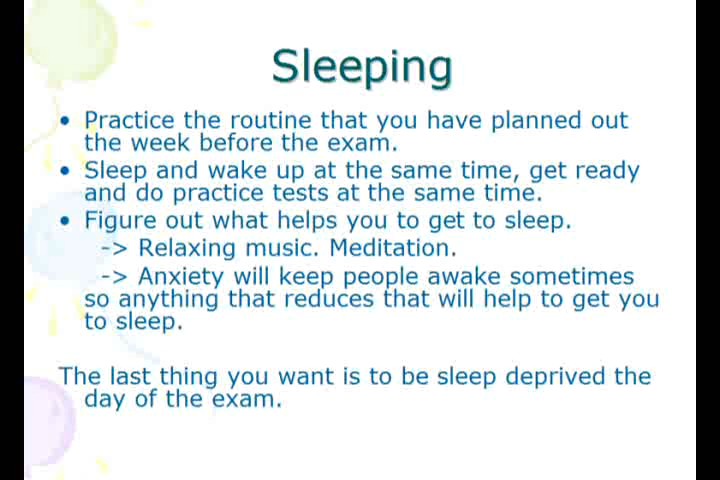 Sleeping
• Practice the routine that you have planned out
the week before the exam.
• Sleep and wake up at the same time, get ready
and do practice tests at the same time.
• Figure out what helps you to get to sleep.
-> Relaxing music. Meditation.
-> Anxiety will keep people awake sometimes
so anything that reduces that will help to get you
to sleep.
The last thing you want is to be sleep deprived the
day of the exam.